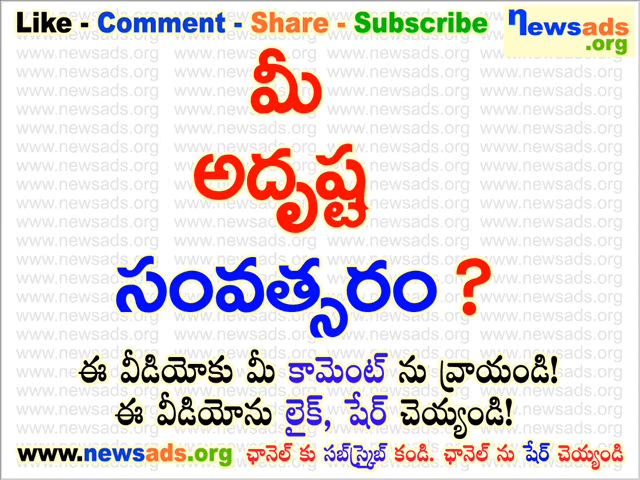 Like - Comment - Share - Subscribe
newsads
.org
మీ
అదృష్ట
సంవత్సరం ?
ఈ వీడియోకు మీ కామెంట్ ను వ్రాయండి!
ఈ వీడియోను లైక్, షేర్ చెయ్యండి!
www.newsads.org ఛానెల్ కు సబ్‌స్క్రైబ్ కండి. ఛానెల్ ను షేర్ చెయ్యండి